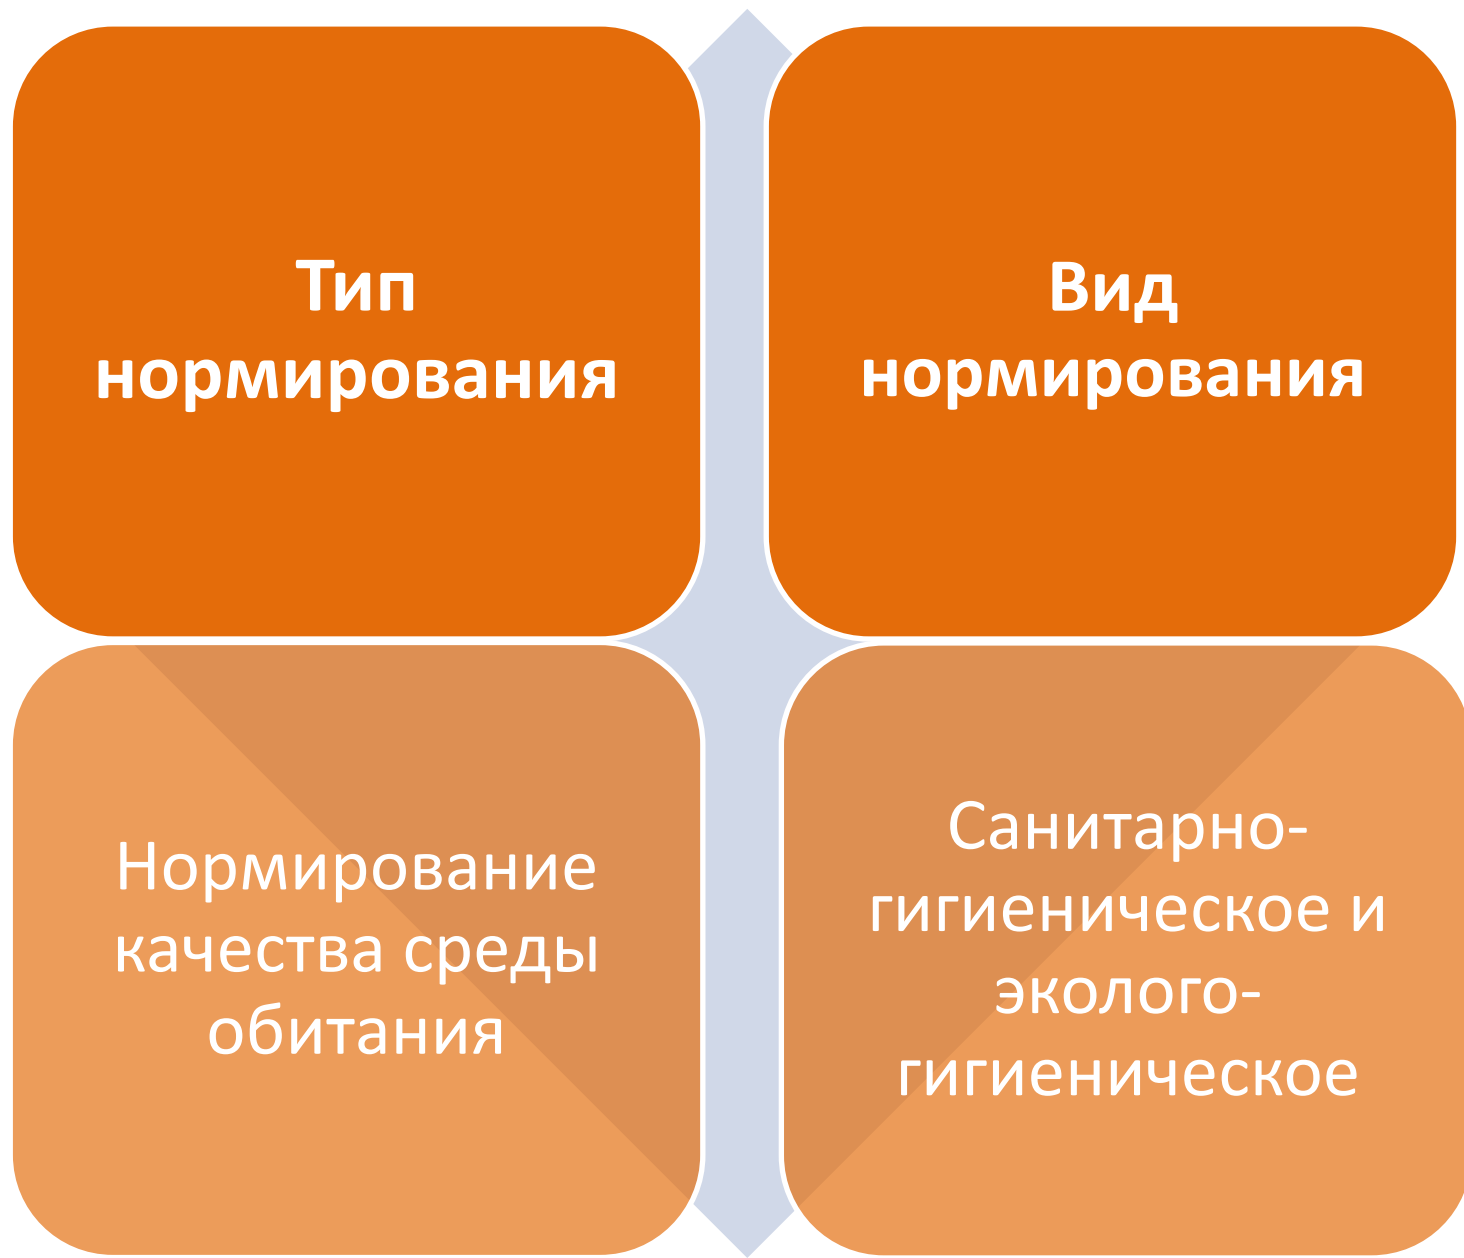 Тип
нормирования
Вид
нормирования
Нормирование
качества среды
обитания
Санитарно-
гигиеническое и
эколого-
гигиеническое